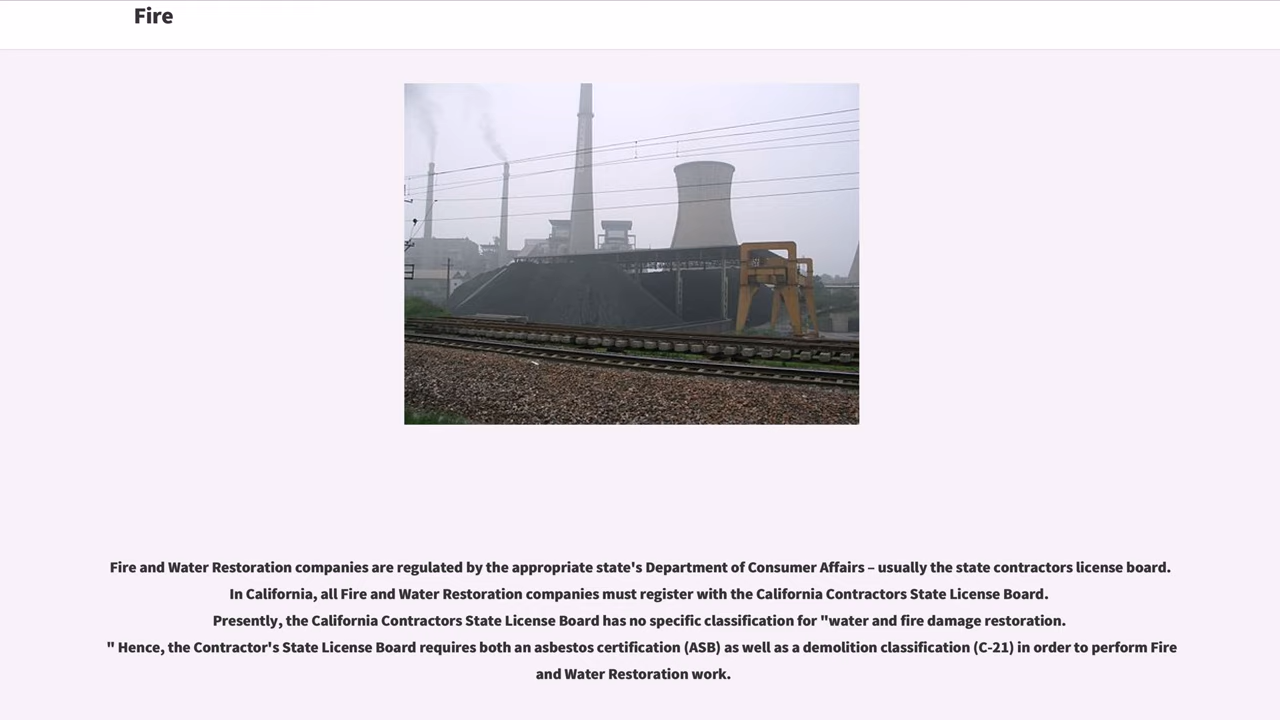 Fire
Fire and Water Restoration companies are regulated by the appropriate state's Department of Consumer Affairs – usually the state contractors license board.
In California, all Fire and Water Restoration companies must register with the California Contractors State License Board.
Presently, the California Contractors State License Board has no specific classification for "water and fire damage restoration.
" Hence, the Contractor's State License Board requires both an asbestos certification (ASB) as well as a demolition classification (C-21) in order to perform Fire
and Water Restoration work.